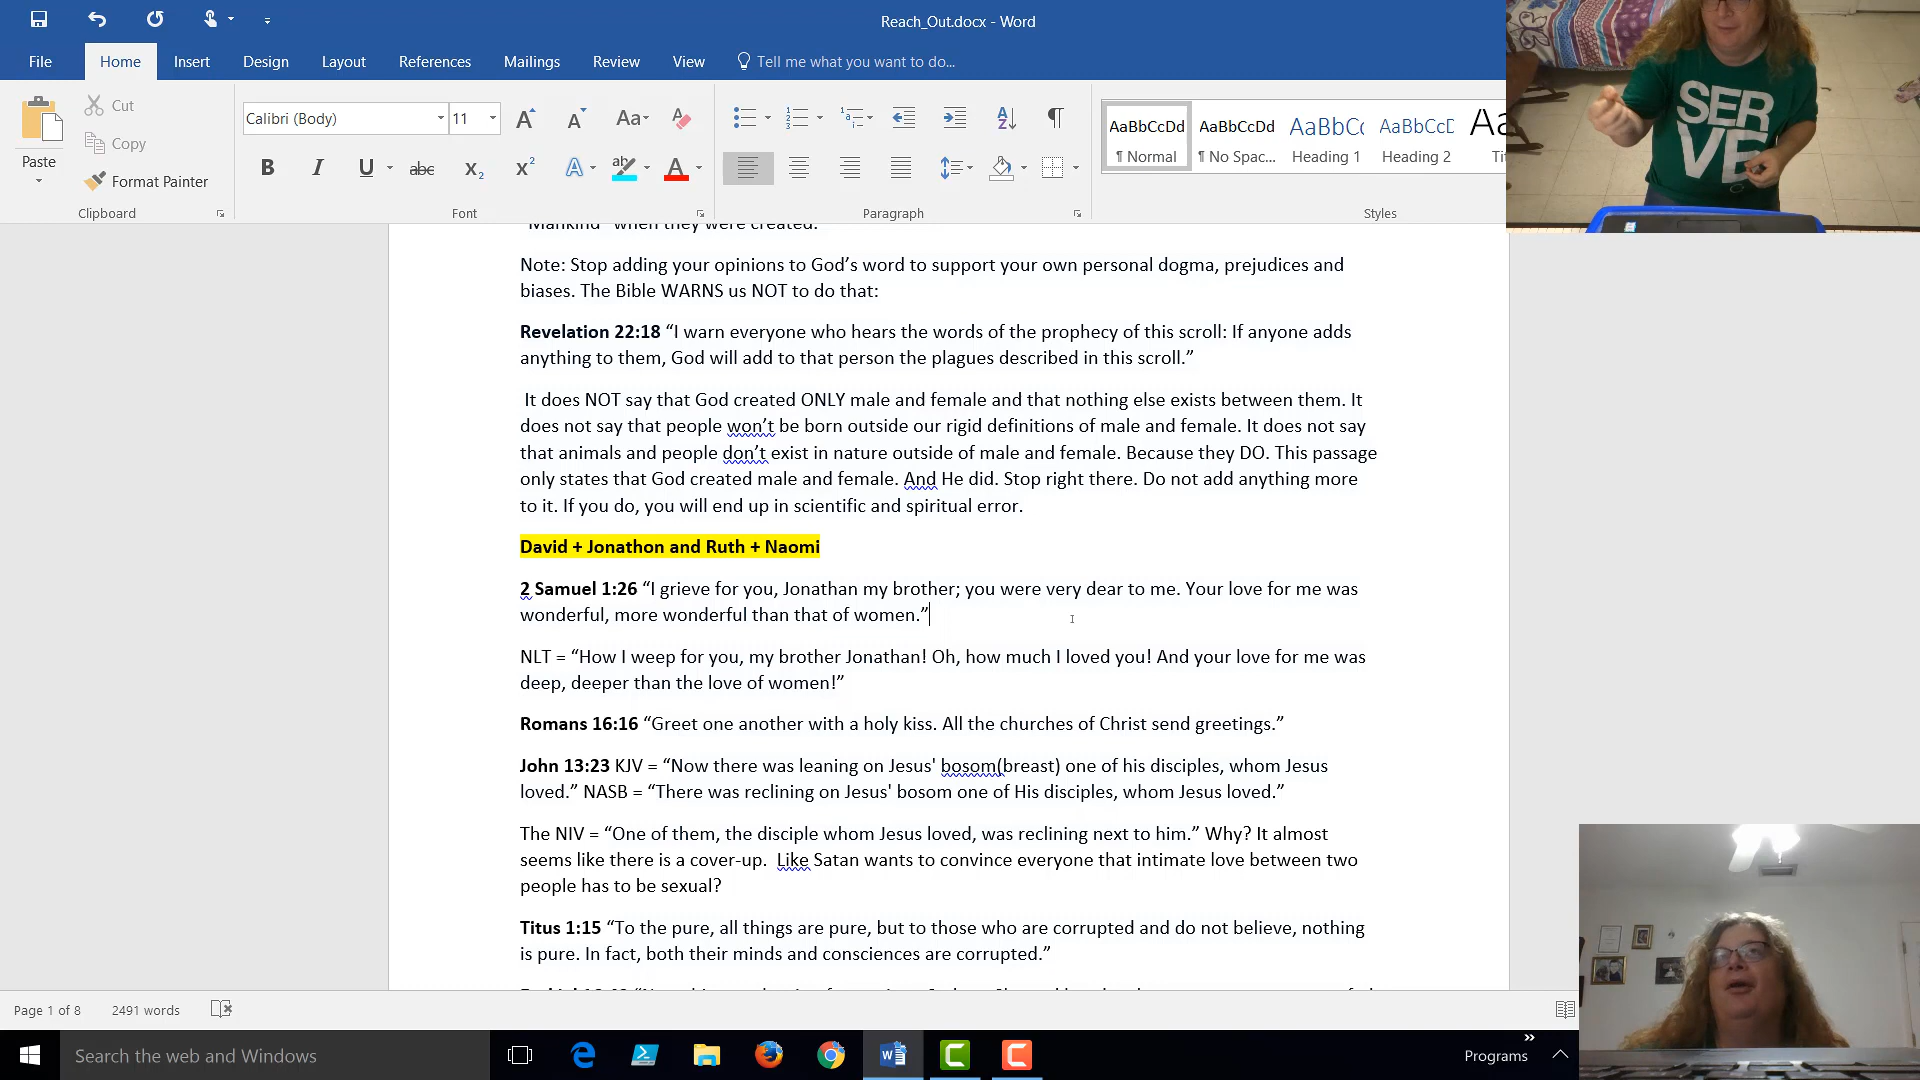 Reach_Out.docx - Word
File Home Insert Design Layout References Mailings Review View Tell me what you want to do...
Paste
Cut
Copy
Format Painter
Clipboard
Calibri (Body) 11
Font
Paragraph
AaBbCcDd AaBbCcDd AaBbCc AaBbCcD
¶ Normal ¶ No Spac... Heading 1 Heading 2
Styles
SER
VE
"Mankind" when they were created.
Note: Stop adding your opinions to God’s word to support your own personal dogma, prejudices and
biases. The Bible WARNS us NOT to do that:
Revelation 22:18 “I warn everyone who hears the words of the prophecy of this scroll: If anyone adds
anything to them, God will add to that person the plagues described in this scroll.”
It does NOT say that God created ONLY male and female and that nothing else exists between them. It
does not say that people won’t be born outside our rigid definitions of male and female. It does not say
that animals and people don’t exist in nature outside of male and female. Because they DO. This passage
only states that God created male and female. And He did. Stop right there. Do not add anything more
to it. If you do, you will end up in scientific and spiritual error.
David + Jonathon and Ruth + Naomi
2 Samuel 1:26 “I grieve for you, Jonathan my brother; you were very dear to me. Your love for me was
wonderful, more wonderful than that of women.”
NLT = “How I weep for you, my brother Jonathan! Oh, how much I loved you! And your love for me was
deep, deeper than the love of women!”
Romans 16:16 “Greet one another with a holy kiss. All the churches of Christ send greetings.”
John 13:23 KJV = “Now there was leaning on Jesus' bosom(breast) one of his disciples, whom Jesus
loved.” NASB = “There was reclining on Jesus' bosom one of His disciples, whom Jesus loved.”
The NIV = “One of them, the disciple whom Jesus loved, was reclining next to him.” Why? It almost
seems like there is a cover-up.  Like Satan wants to convince everyone that intimate love between two
people has to be sexual?
Titus 1:15 “To the pure, all things are pure, but to those who are corrupted and do not believe, nothing
is pure. In fact, both their minds and consciences are corrupted.”
Page 1 of 8 2491 words
Search the web and Windows
Programs